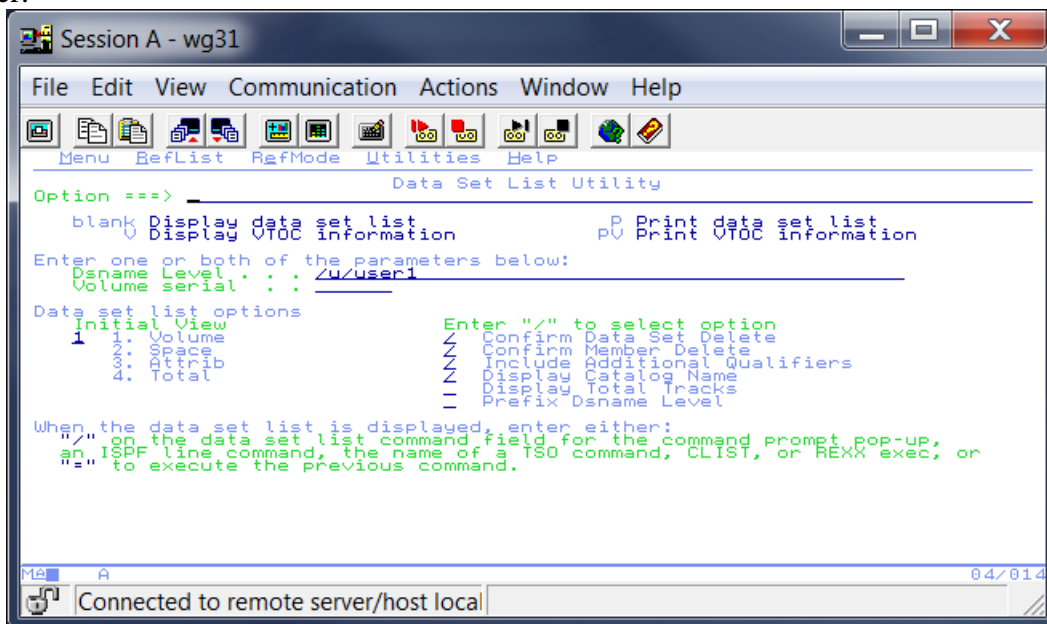 er.
Session A - wg31
File Edit View Communication Actions Window Help
Menu RefList RefMode Utilities Help
Data Set List Utility
Option ===> _
blank Display data set list P Print data set list
V Display VTOC information PV Print VTOC information
Enter one or both of the parameters below:
Dsname Level . . . /u/user1
Volume serial . .
Data set list options
Initial View Enter "/" to select option
1 1. Volume / Confirm Data Set Delete
2. Space / Confirm Member Delete
3. Attrib / Include Additional Qualifiers
4. Total / Display Catalog Name
_ Display Total Tracks
_ Prefix Dsname Level
When the data set list is displayed, enter either:
"/" on the data set list command field for the command prompt pop-up,
an ISPF line command, the name of a TSO command, CLIST, or REXX exec, or
"=" to execute the previous command.
MA A 04/014
Connected to remote server/host local